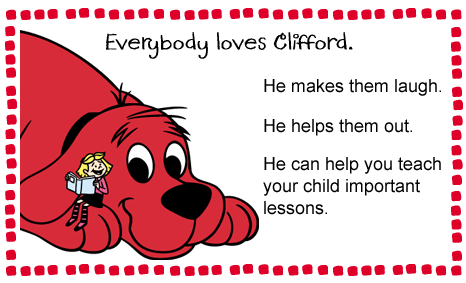 Everybody loves Clifford.
He makes them laugh.
He helps them out.
He can help you teach
your child important
lessons.